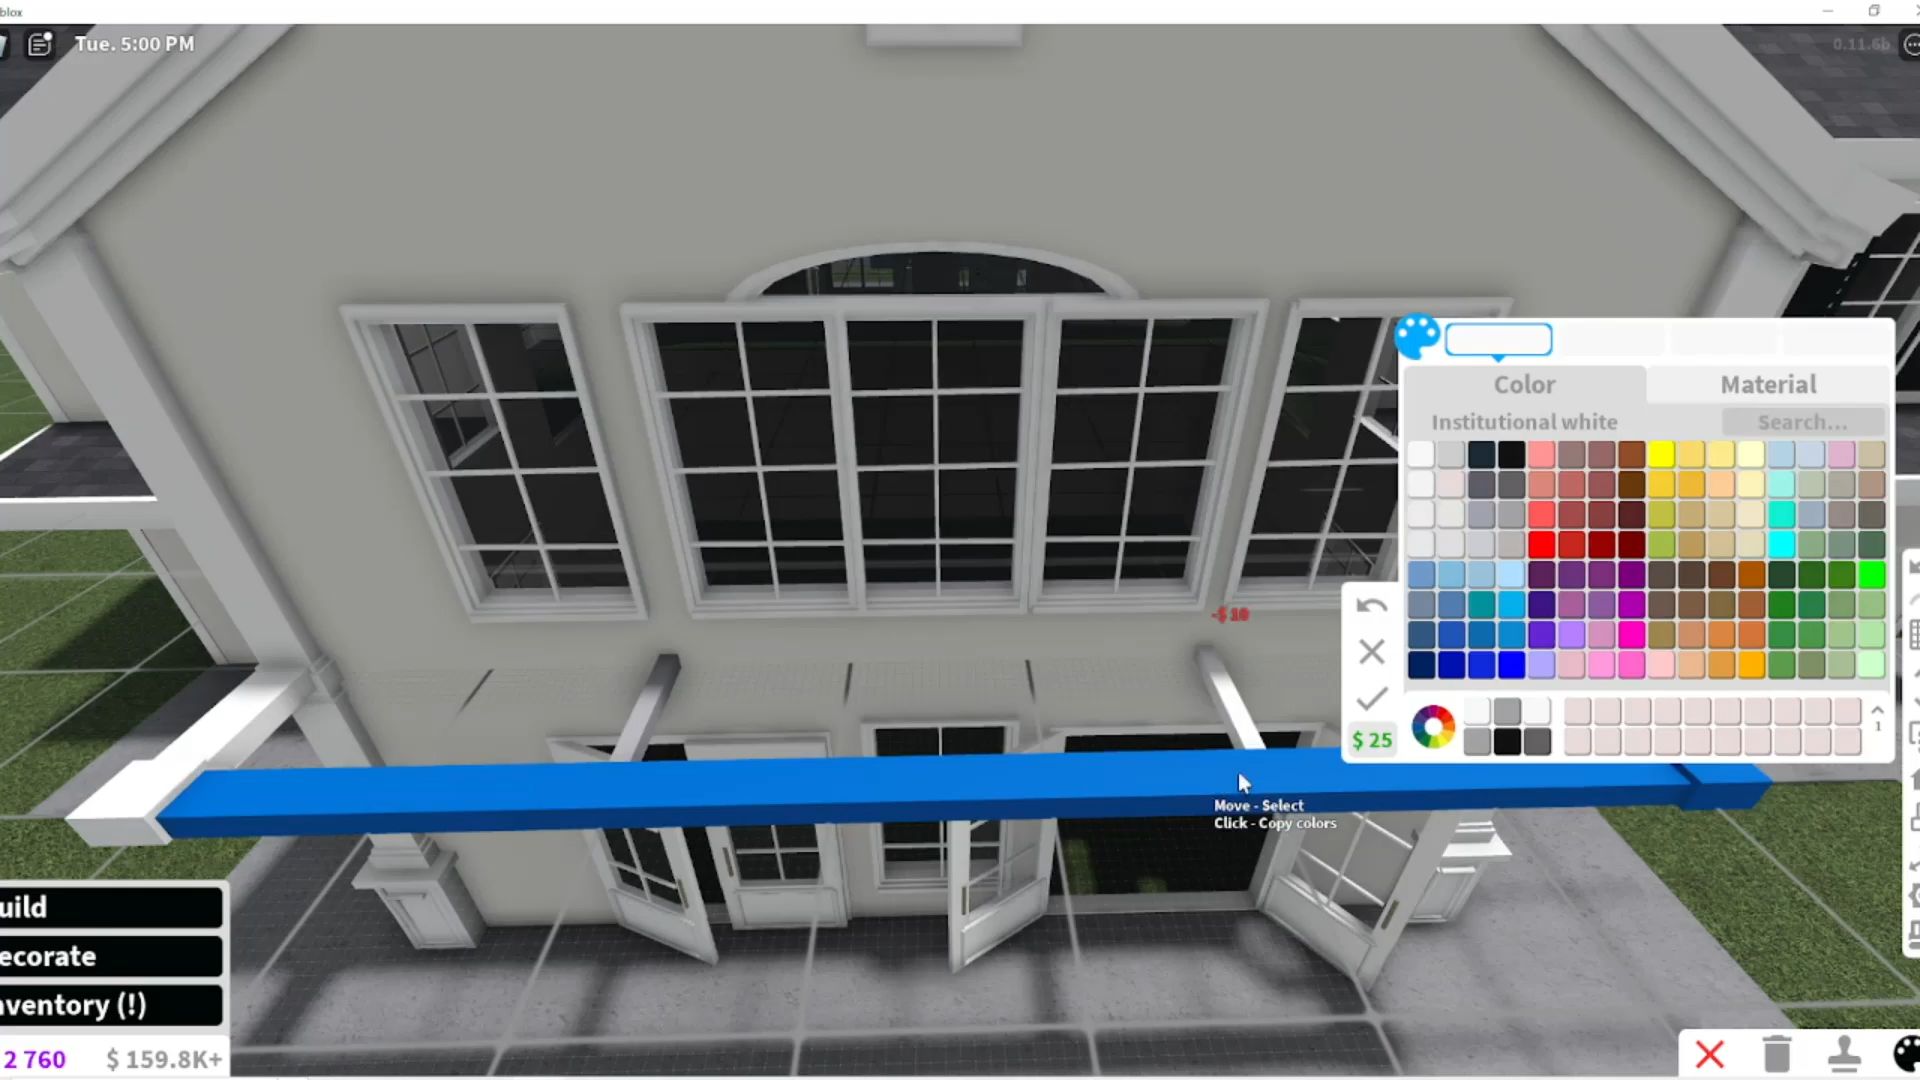 blox
Tue. 5:00 PM
0.11.6b
Color
Material
Institutional white
Search...
-$ 10
$ 25
1
Move - Select
Click - Copy colors
uild
ecorate
nventory (!)
2 760
$ 159.8K+